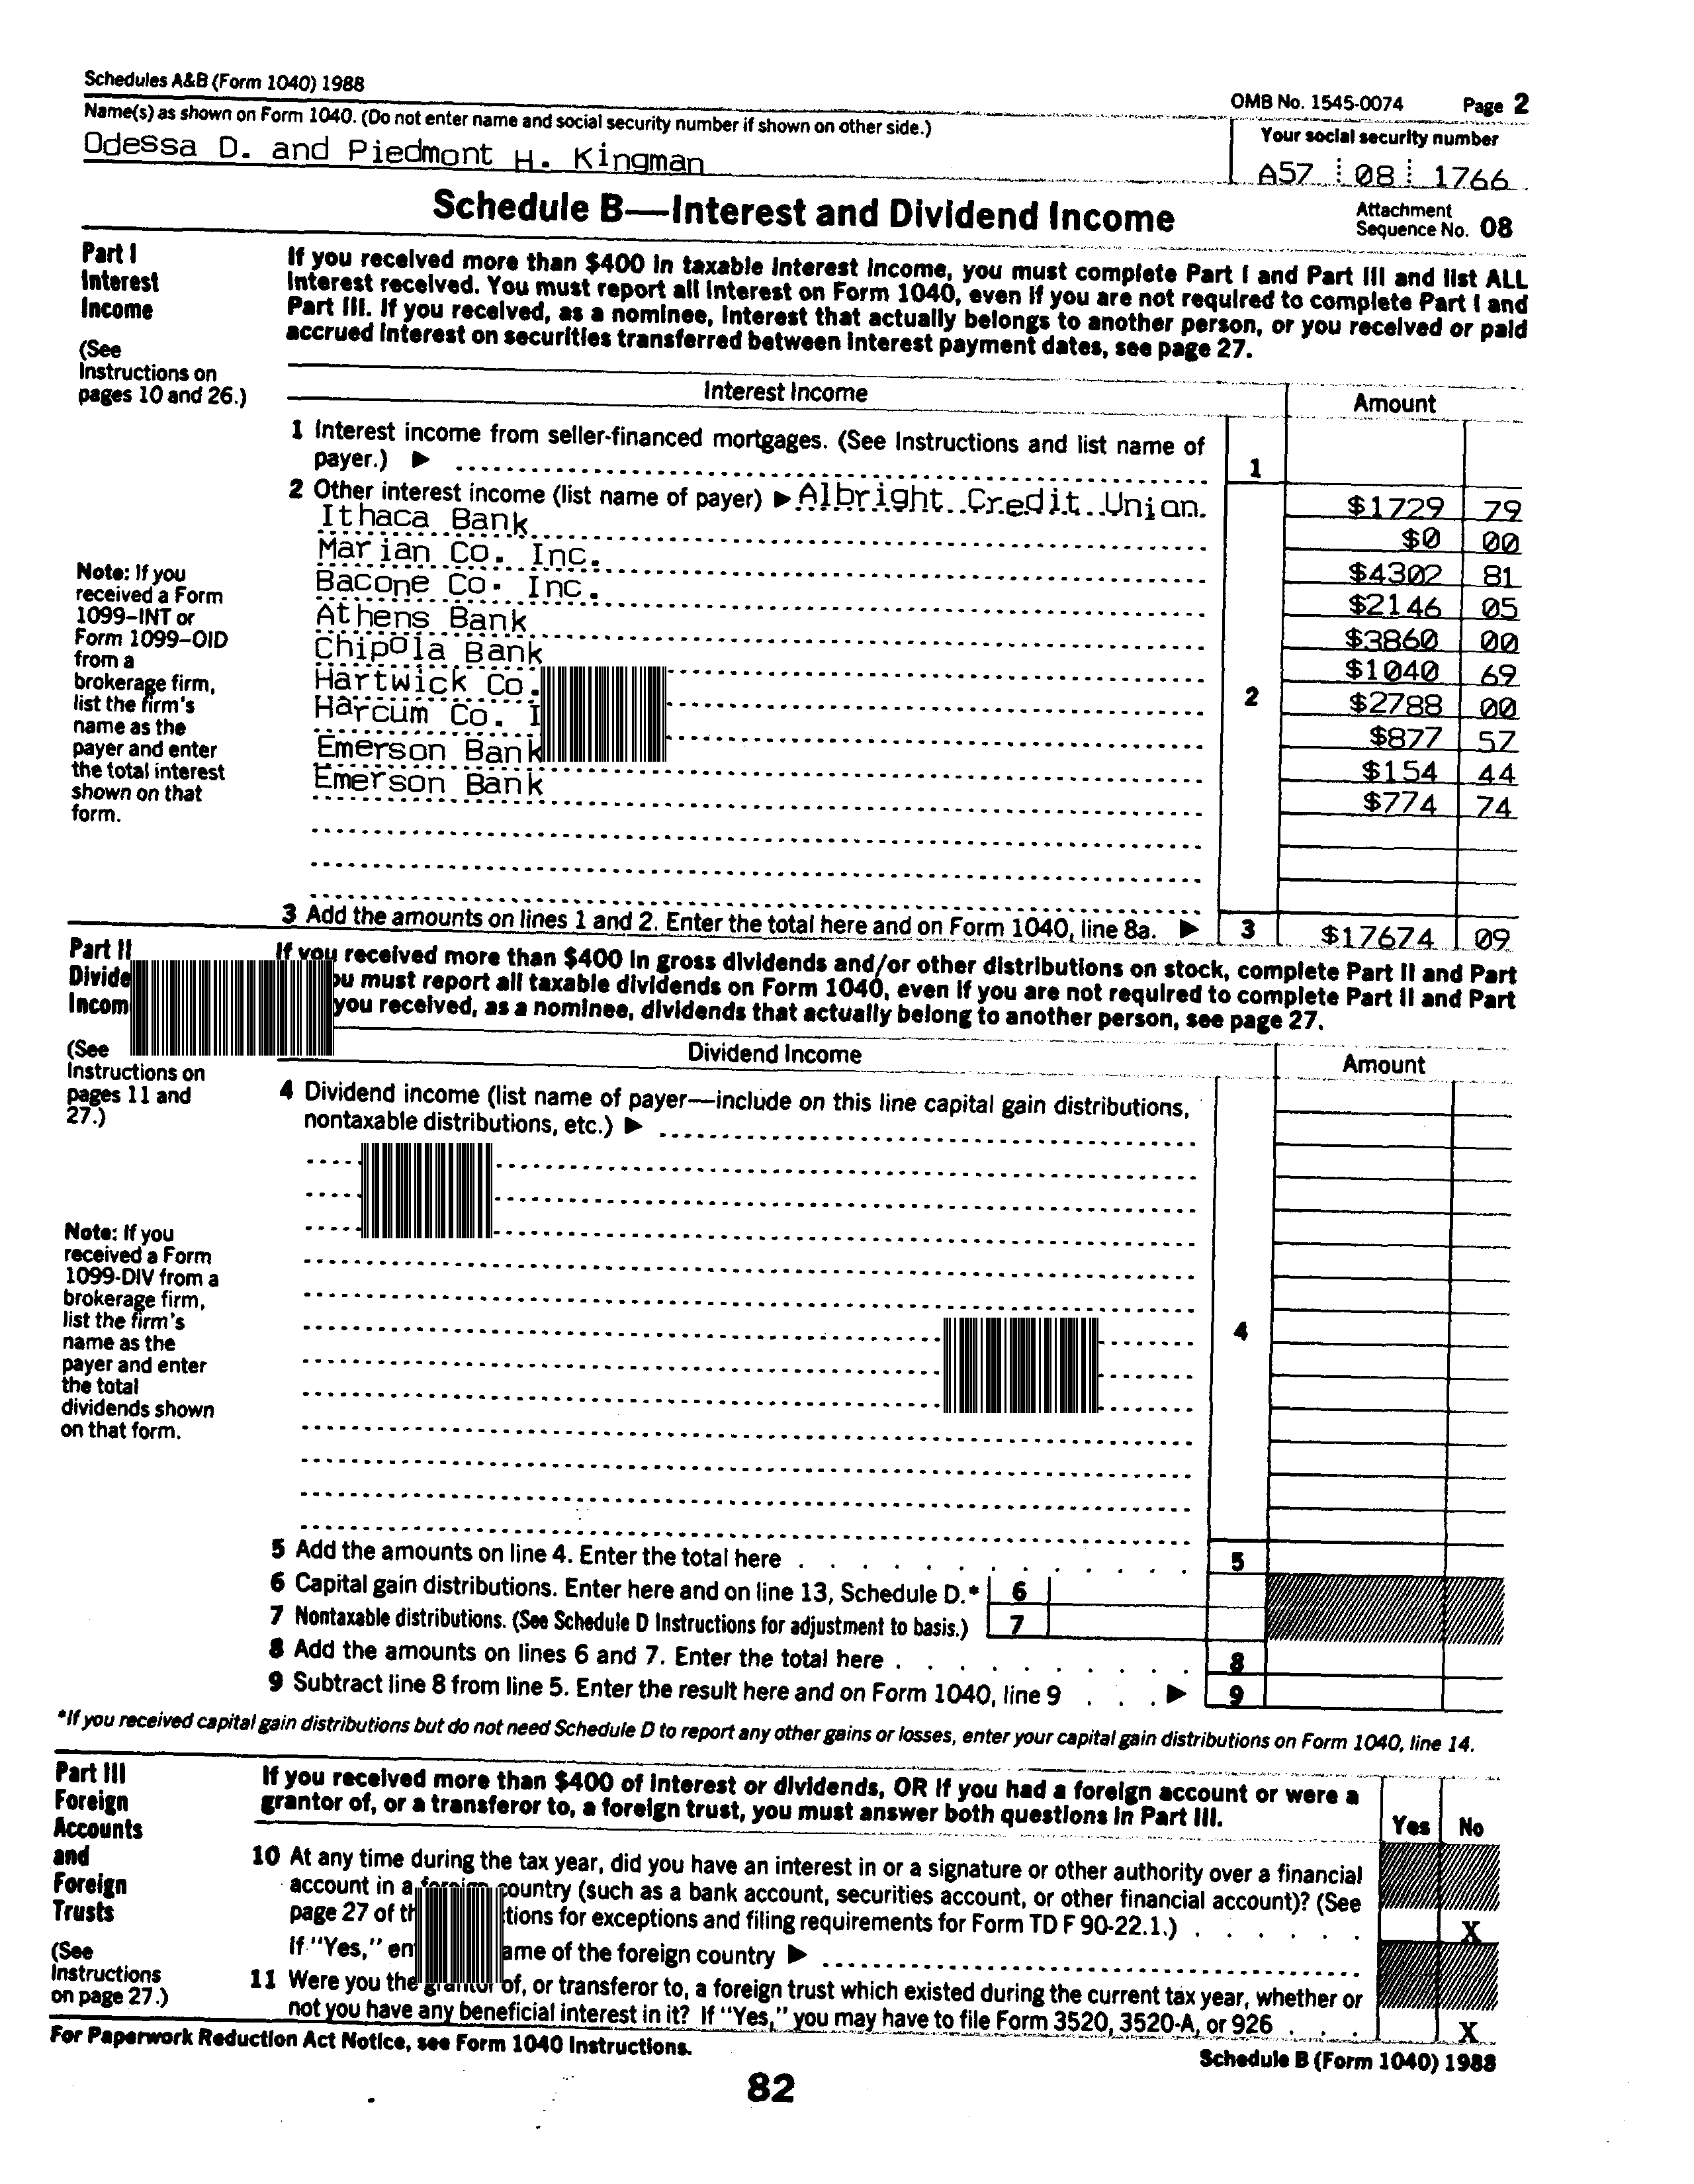 Schedules A&B (Form 1040) 1988
OMB No. 1545-0074 Page 2
Name(s) as shown on Form 1040. (Do not enter name and social security number if shown on other side.)
Your social security number
Odessa D. and Piedmont H. Kingman
A57 08 1766
Schedule B—Interest and Dividend Income
Attachment
Sequence No. 08
Part I
Interest
Income
(See
Instructions on
pages 10 and 26.)
If you received more than $400 in taxable interest income, you must complete Part I and Part III and list ALL
interest received. You must report all interest on Form 1040, even if you are not required to complete Part I and
Part III. If you received, as a nominee, interest that actually belongs to another person, or you received or paid
accrued interest on securities transferred between interest payment dates, see page 27.
Interest Income Amount
1 Interest income from seller-financed mortgages. (See Instructions and list name of
payer.) ▶ 1
2 Other interest income (list name of payer) ▶ Albright Credit Union $1729 79
Ithaca Bank $0 00
Marian Co. Inc. $4302 81
Bacone Co. Inc. $2146 05
Athens Bank $3860 00
Chipola Bank $1040 69
Hartwick Co. 2 $2788 00
Harcum Co. $877 57
Emerson Bank $154 44
Emerson Bank $774 74
Note: If you
received a Form
1099–INT or
Form 1099–OID
from a
brokerage firm,
list the firm's
name as the
payer and enter
the total interest
shown on that
form.
3 Add the amounts on lines 1 and 2. Enter the total here and on Form 1040, line 8a. ▶ 3 $17674 09
Part II
(See
Instructions on
pages 11 and
27.)
If you received more than $400 in gross dividends and/or other distributions on stock, complete Part II and Part
must report all taxable dividends on Form 1040, even if you are not required to complete Part II and Part
you received, as a nominee, dividends that actually belong to another person, see page 27.
Dividend Income Amount
4 Dividend income (list name of payer—include on this line capital gain distributions,
nontaxable distributions, etc.) ▶
4
Note: If you
received a Form
1099-DIV from a
brokerage firm,
list the firm's
name as the
payer and enter
the total
dividends shown
on that form.
5 Add the amounts on line 4. Enter the total here 5
6 Capital gain distributions. Enter here and on line 13, Schedule D.* 6
7 Nontaxable distributions. (See Schedule D Instructions for adjustment to basis.) 7
8 Add the amounts on lines 6 and 7. Enter the total here 8
9 Subtract line 8 from line 5. Enter the result here and on Form 1040, line 9 ▶ 9
*If you received capital gain distributions but do not need Schedule D to report any other gains or losses, enter your capital gain distributions on Form 1040, line 14.
Part III
Foreign
Accounts
and
Foreign
Trusts
(See
Instructions
on page 27.)
If you received more than $400 of interest or dividends, OR if you had a foreign account or were a
grantor of, or a transferor to, a foreign trust, you must answer both questions in Part III.
Yes No
10 At any time during the tax year, did you have an interest in or a signature or other authority over a financial
account in a foreign country (such as a bank account, securities account, or other financial account)? (See
page 27 of for exceptions and filing requirements for Form TD F 90-22.1.) X
If "Yes," of the foreign country ▶
11 Were you the grantor of, or transferor to, a foreign trust which existed during the current tax year, whether or
not you have any beneficial interest in it? If "Yes," you may have to file Form 3520, 3520-A, or 926 X
For Paperwork Reduction Act Notice, see Form 1040 Instructions.
Schedule B (Form 1040) 1988
82